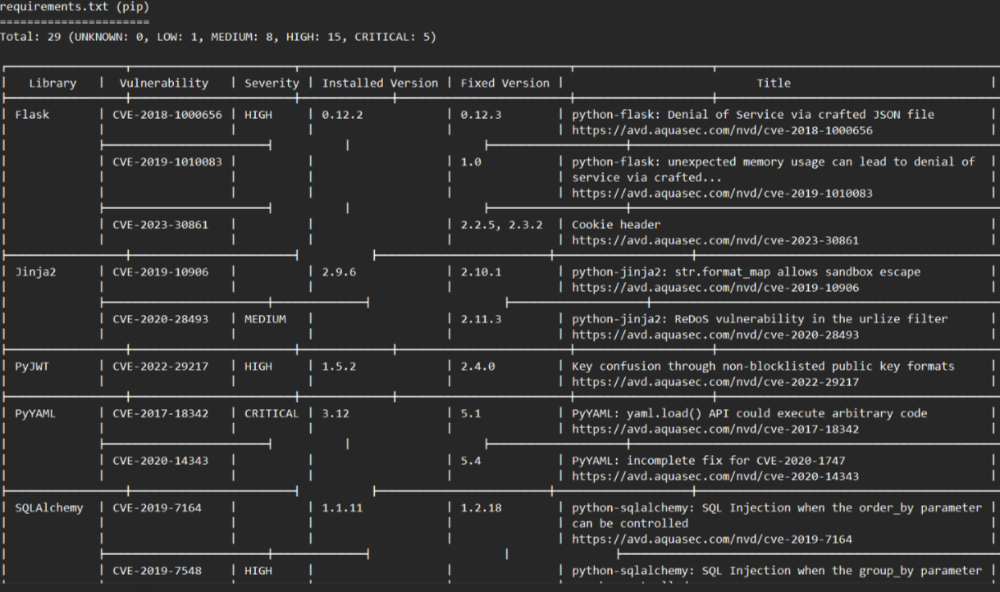 requirements.txt (pip)
======================
Total: 29 (UNKNOWN: 0, LOW: 1, MEDIUM: 8, HIGH: 15, CRITICAL: 5)
Library | Vulnerability | Severity | Installed Version | Fixed Version | Title
Flask | CVE-2018-1000656 | HIGH | 0.12.2 | 0.12.3 | python-flask: Denial of Service via crafted JSON file
https://avd.aquasec.com/nvd/cve-2018-1000656
CVE-2019-1010083 | 1.0 | python-flask: unexpected memory usage can lead to denial of
service via crafted...
https://avd.aquasec.com/nvd/cve-2019-1010083
CVE-2023-30861 | 2.2.5, 2.3.2 | Cookie header
https://avd.aquasec.com/nvd/cve-2023-30861
Jinja2 | CVE-2019-10906 | 2.9.6 | 2.10.1 | python-jinja2: str.format_map allows sandbox escape
https://avd.aquasec.com/nvd/cve-2019-10906
CVE-2020-28493 | MEDIUM | 2.11.3 | python-jinja2: ReDoS vulnerability in the urlize filter
https://avd.aquasec.com/nvd/cve-2020-28493
PyJWT | CVE-2022-29217 | HIGH | 1.5.2 | 2.4.0 | Key confusion through non-blocklisted public key formats
https://avd.aquasec.com/nvd/cve-2022-29217
PyYAML | CVE-2017-18342 | CRITICAL | 3.12 | 5.1 | PyYAML: yaml.load() API could execute arbitrary code
https://avd.aquasec.com/nvd/cve-2017-18342
CVE-2020-14343 | 5.4 | PyYAML: incomplete fix for CVE-2020-1747
https://avd.aquasec.com/nvd/cve-2020-14343
SQLAlchemy | CVE-2019-7164 | 1.1.11 | 1.2.18 | python-sqlalchemy: SQL Injection when the order_by parameter
can be controlled
https://avd.aquasec.com/nvd/cve-2019-7164
CVE-2019-7548 | HIGH | python-sqlalchemy: SQL Injection when the group_by parameter